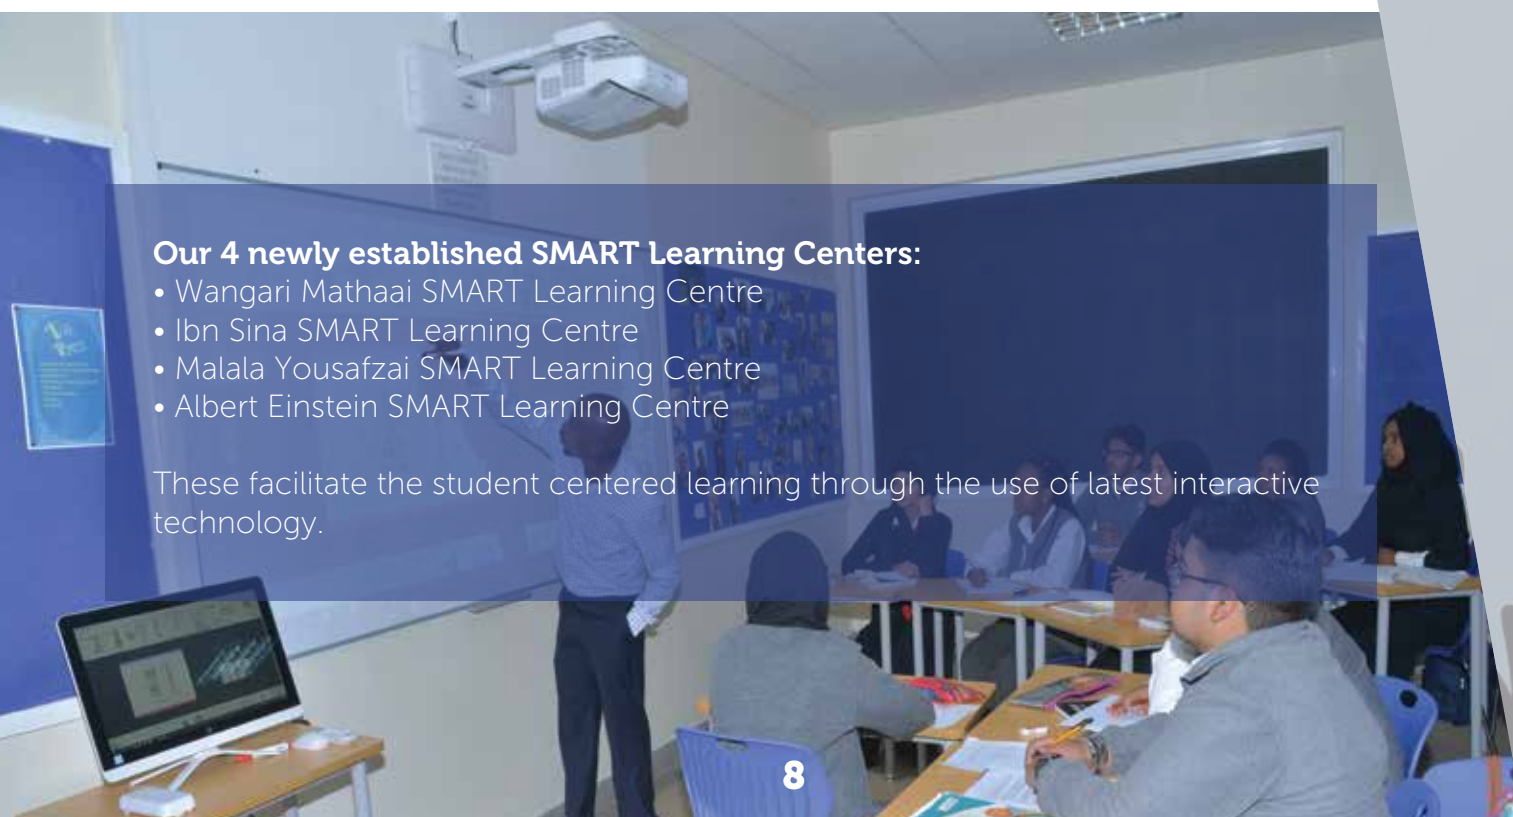 Our 4 newly established SMART Learning Centers:
• Wangari Mathaai SMART Learning Centre
• Ibn Sina SMART Learning Centre
• Malala Yousafzai SMART Learning Centre
• Albert Einstein SMART Learning Centre
These facilitate the student centered learning through the use of latest interactive
technology.
8